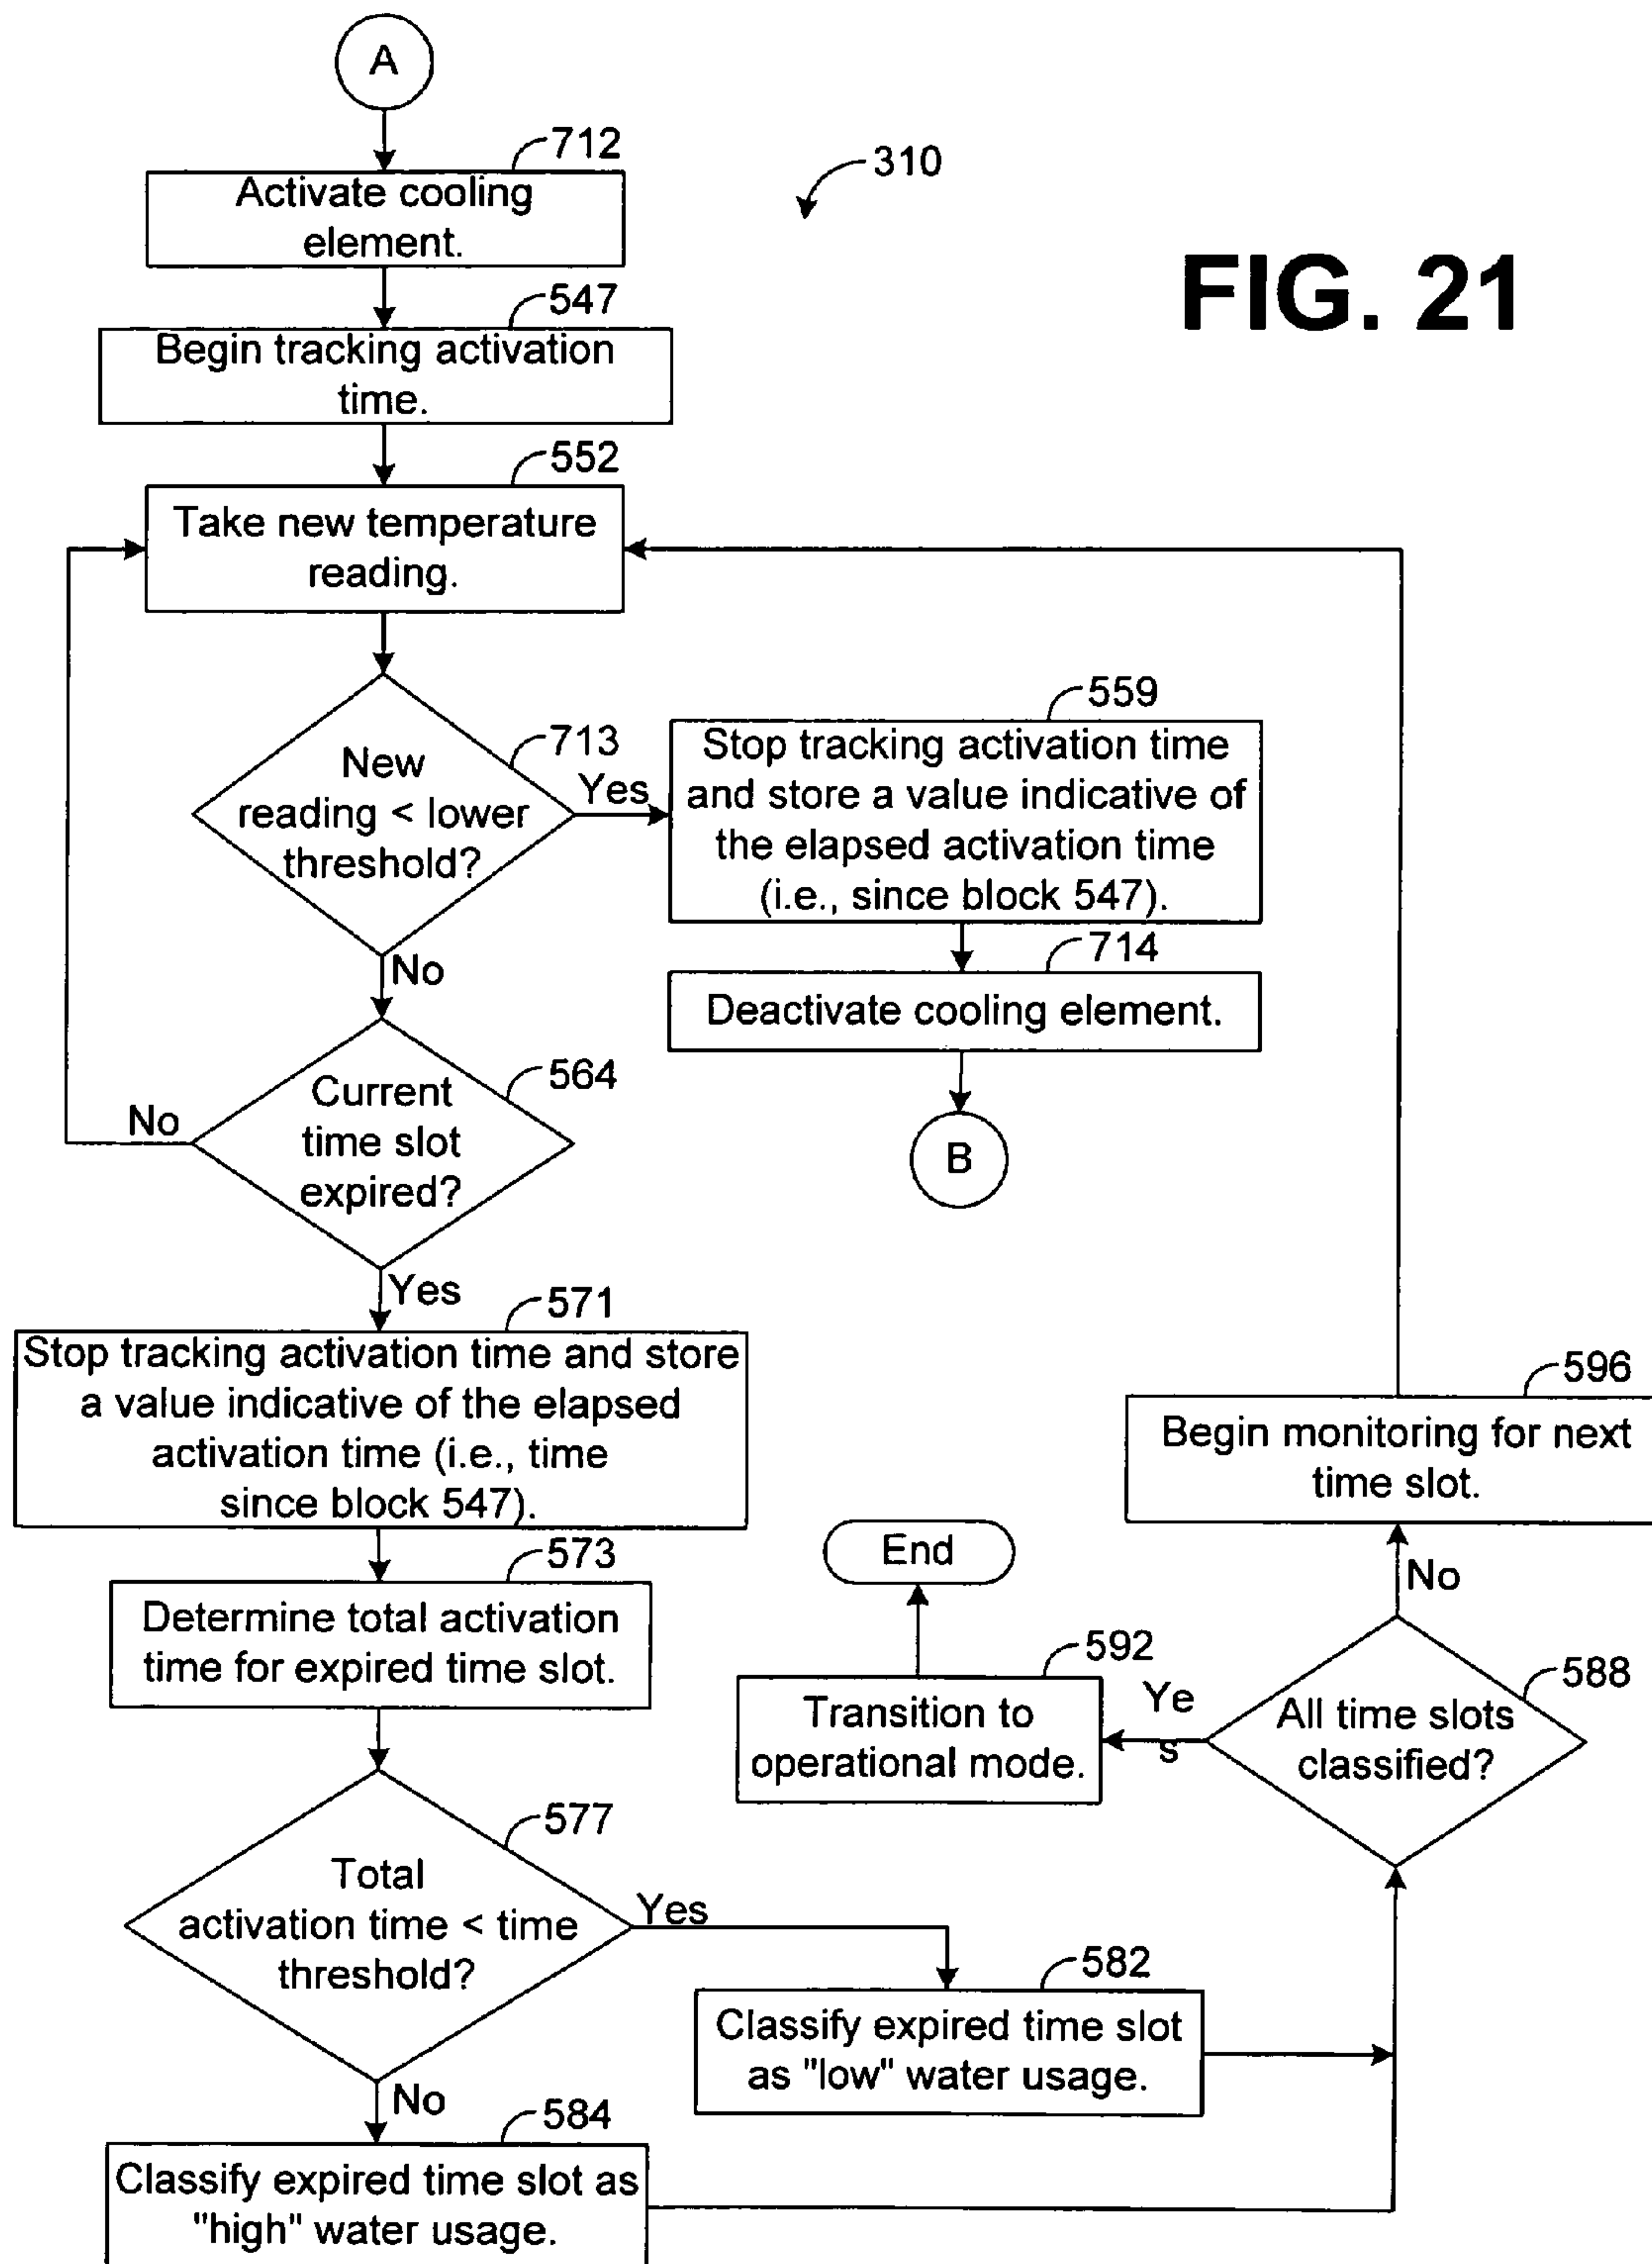 A
712
Activate cooling
element.
310
FIG. 21
547
Begin tracking activation
time.
552
Take new temperature
reading.
713
New
reading < lower
threshold?
Yes
559
Stop tracking activation time
and store a value indicative of
the elapsed activation time
(i.e., since block 547).
No
714
Deactivate cooling element.
B
564
Current
time slot
expired?
No
Yes
571
Stop tracking activation time and store
a value indicative of the elapsed
activation time (i.e., time
since block 547).
596
Begin monitoring for next
time slot.
573
Determine total activation
time for expired time slot.
End
No
592
Transition to
operational mode.
Ye
s
588
All time slots
classified?
577
Total
activation time < time
threshold?
Yes
582
Classify expired time slot
as "low" water usage.
No
584
Classify expired time slot as
"high" water usage.